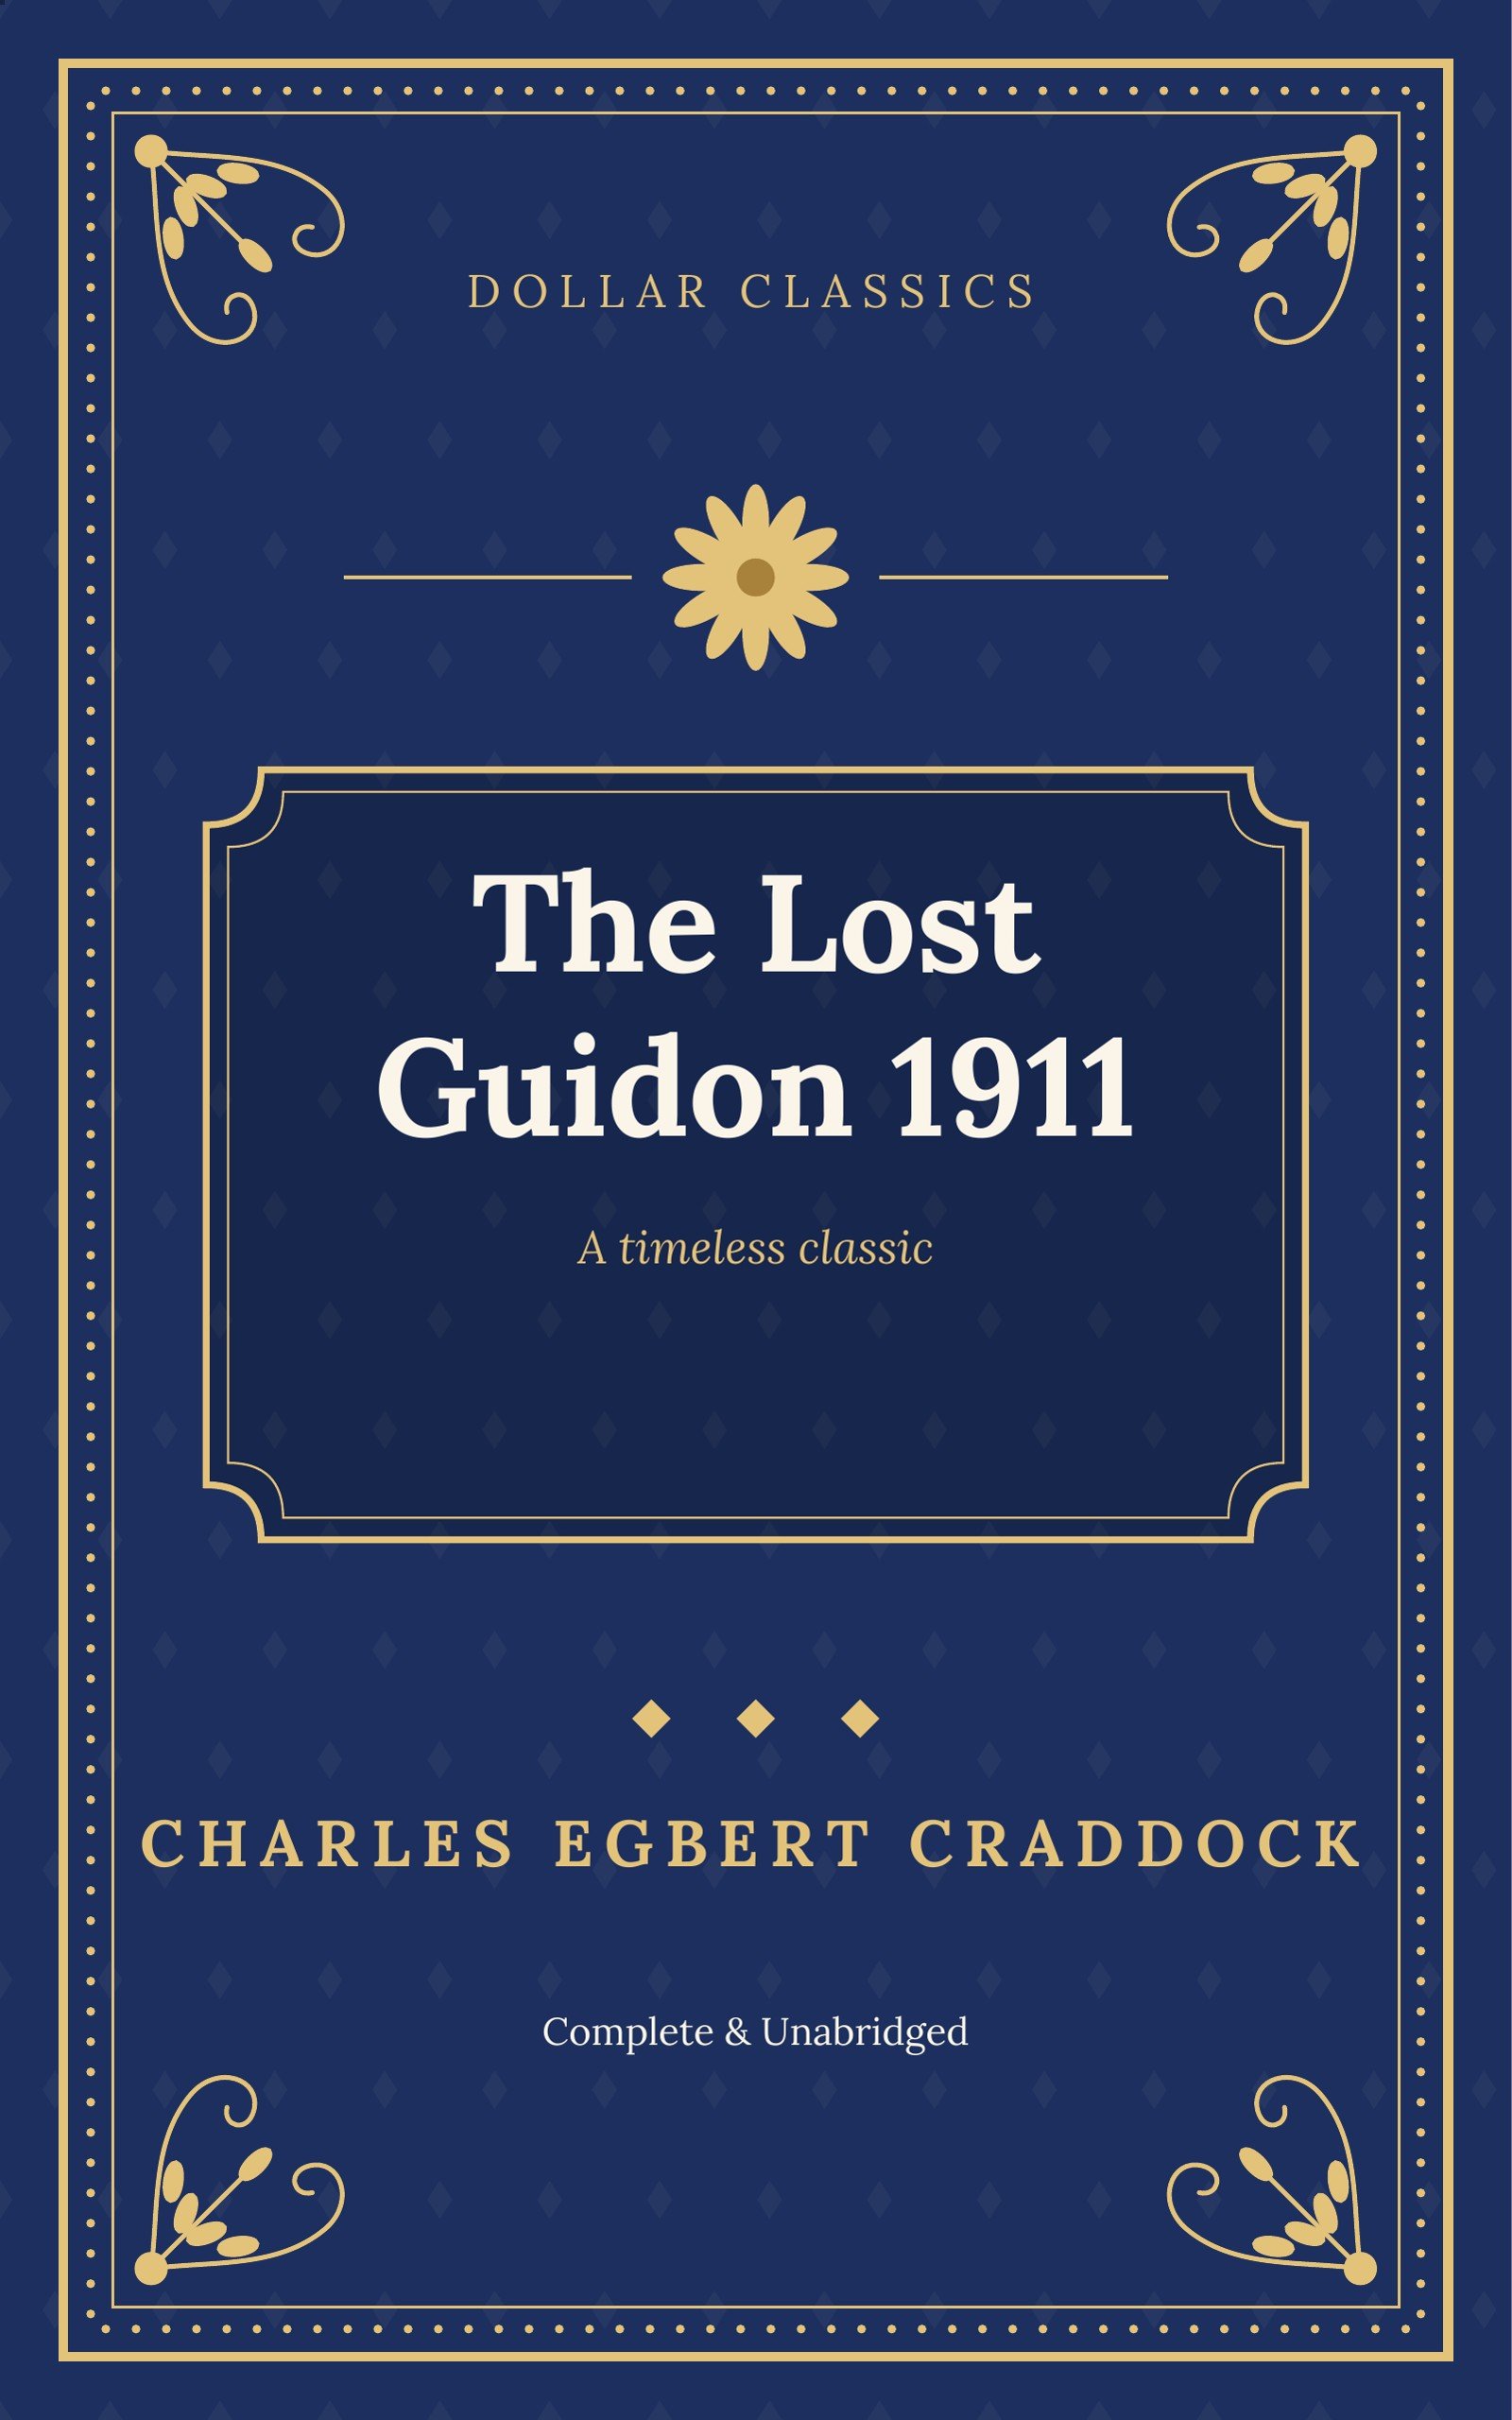 DOLLAR CLASSICS
The Lost
Guidon 1911
A timeless classic
CHARLES EGBERT CRADDOCK
Complete & Unabridged